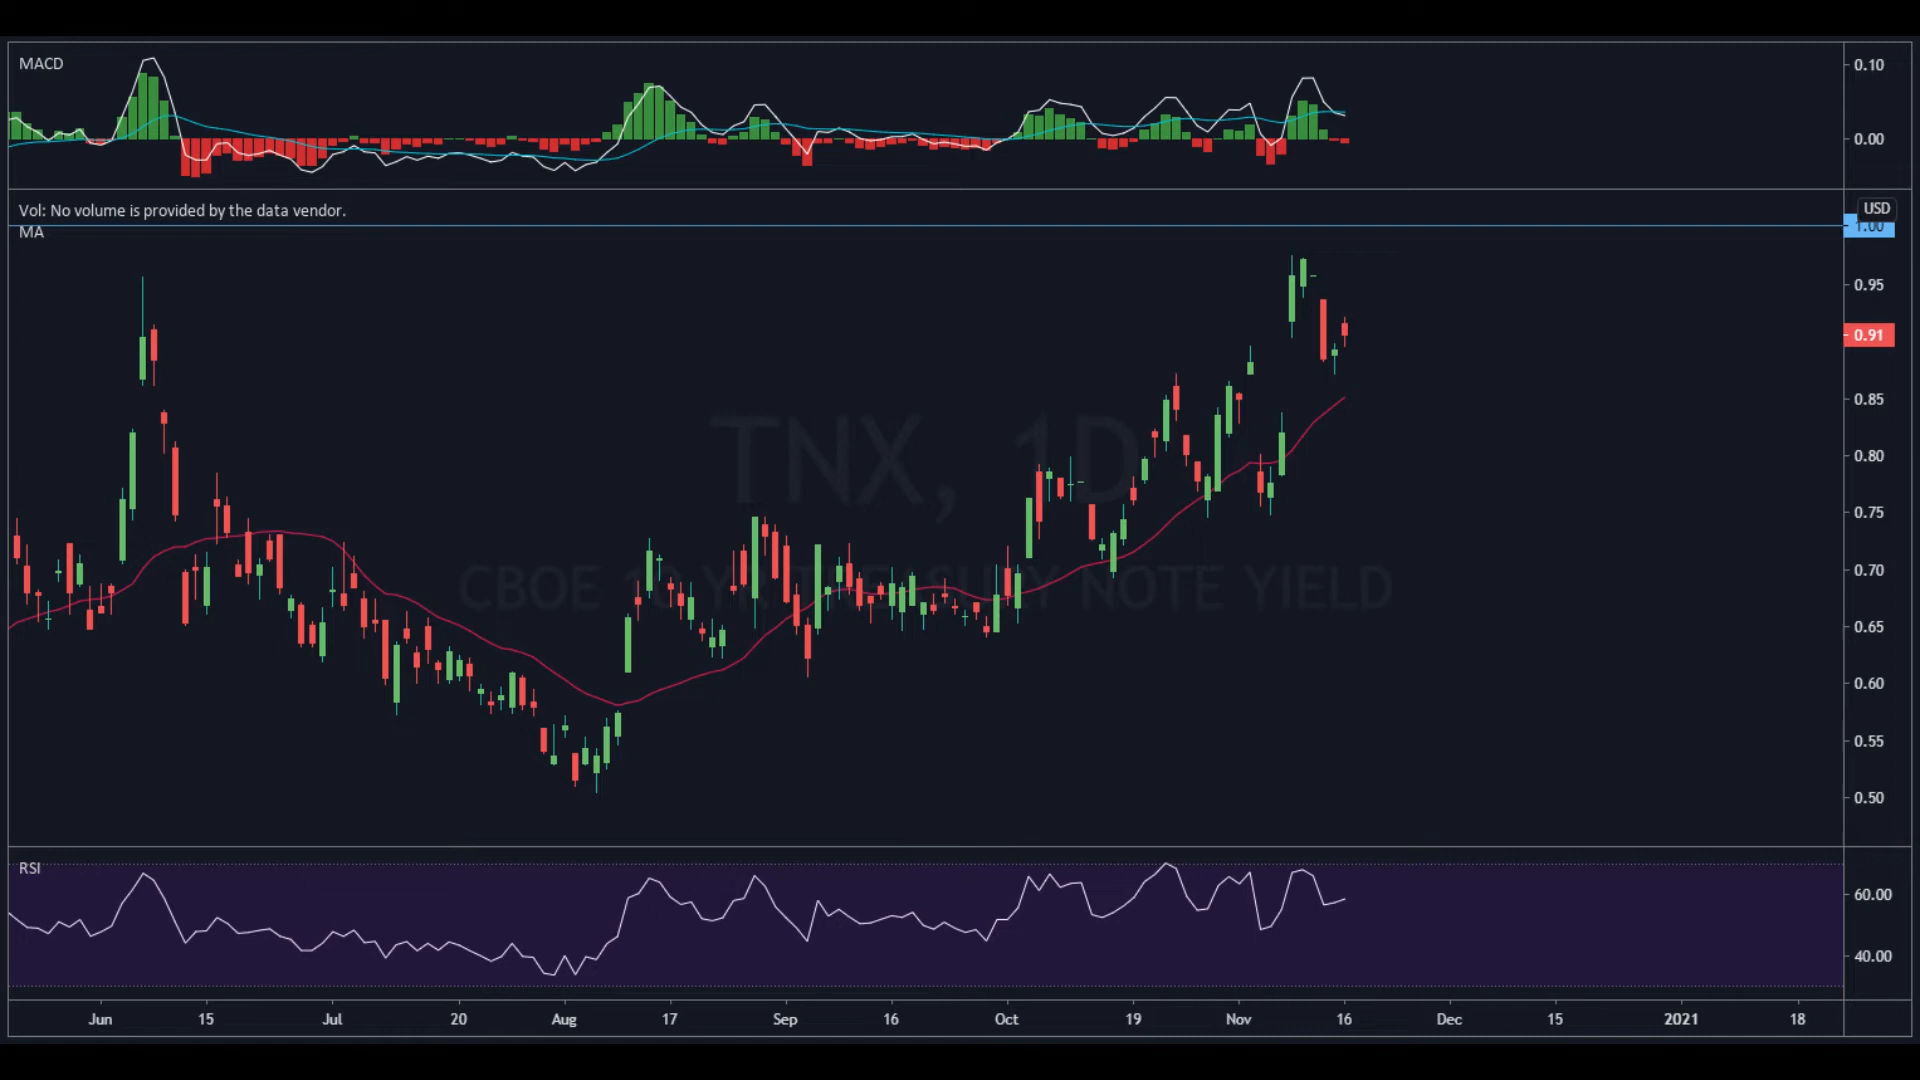 MACD
0.10
0.00
Vol: No volume is provided by the data vendor.
USD
1.00
MA
0.95
0.91
0.85
TNX, 1D
0.80
0.75
CBOE 10 YR TREASURY NOTE YIELD
0.70
0.65
0.60
0.55
0.50
RSI
60.00
40.00
Jun 15 Jul 20 Aug 17 Sep 16 Oct 19 Nov 16 Dec 15 2021 18